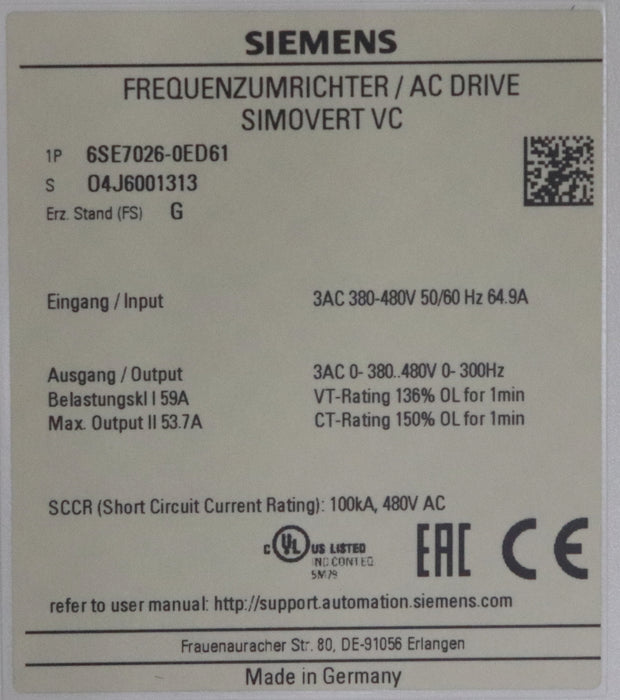 SIEMENS
FREQUENZUMRICHTER / AC DRIVE
SIMOVERT VC
1P 6SE7026-0ED61
S 04J6001313
Erz. Stand (FS) G
Eingang / Input 3AC 380-480V 50/60 Hz 64.9A
Ausgang / Output 3AC 0- 380..480V 0- 300Hz
Belastungskl I 59A VT-Rating 136% OL for 1min
Max. Output II 53.7A CT-Rating 150% OL for 1min
SCCR (Short Circuit Current Rating): 100kA, 480V AC
C UL US LISTED
IND CONT EQ
5M79
EAC CE
refer to user manual: http://support.automation.siemens.com
Frauenauracher Str. 80, DE-91056 Erlangen
Made in Germany